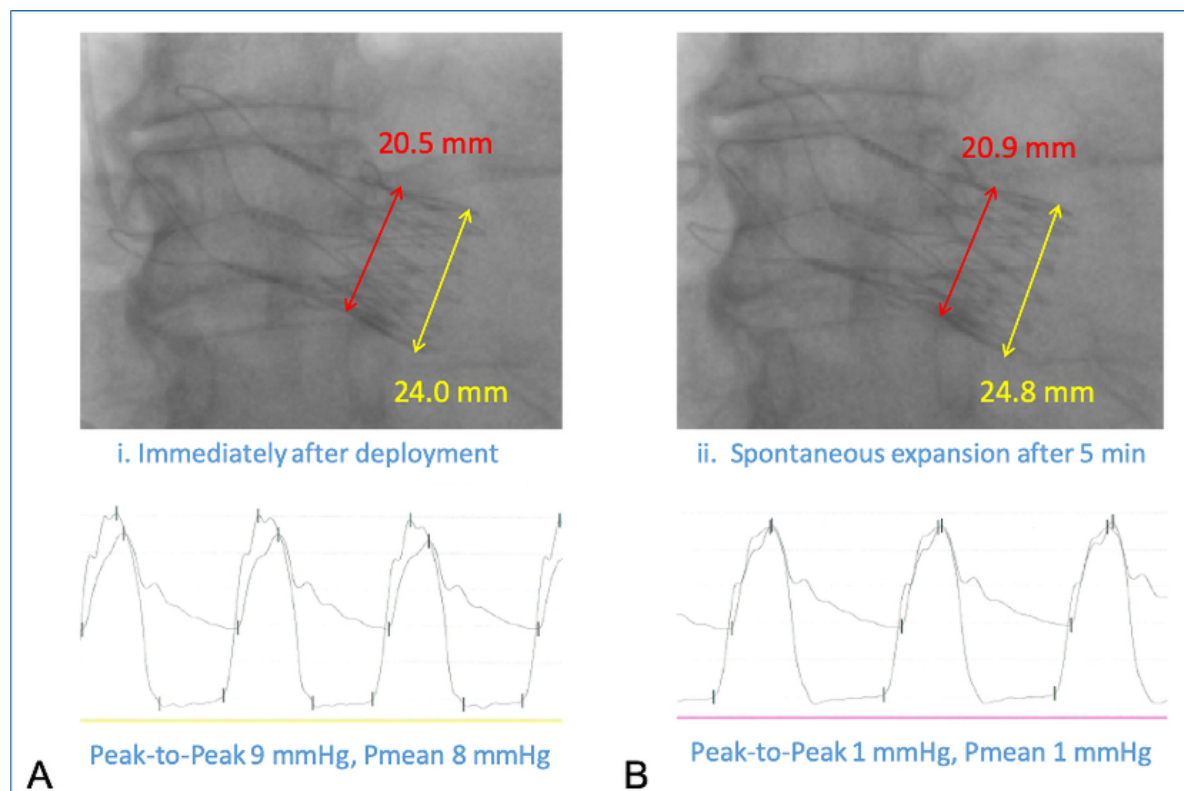 20.5 mm
24.0 mm
i. Immediately after deployment
Peak-to-Peak 9 mmHg, Pmean 8 mmHg
A
20.9 mm
24.8 mm
ii. Spontaneous expansion after 5 min
Peak-to-Peak 1 mmHg, Pmean 1 mmHg
B